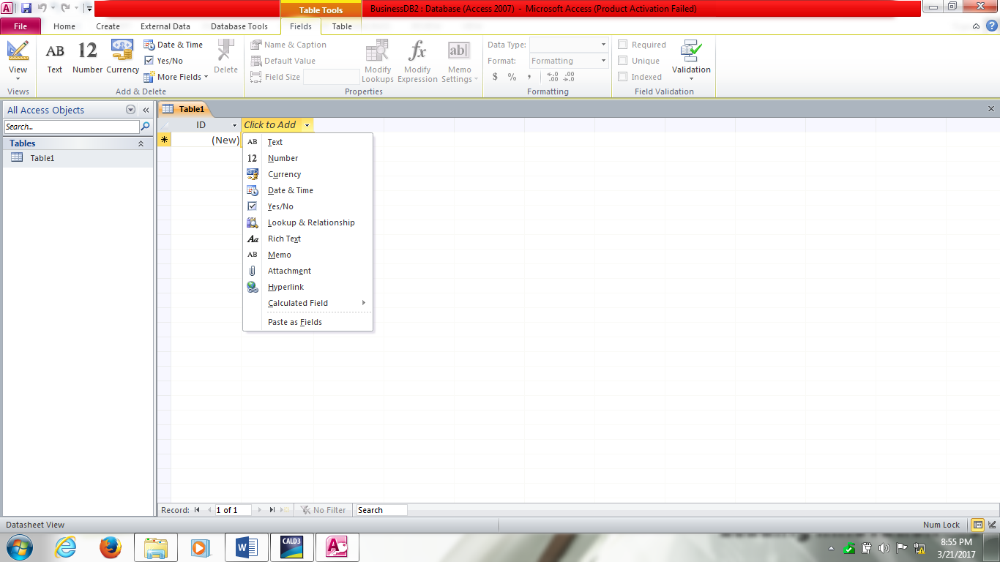 Table Tools
BusinessDB2 : Database (Access 2007) - Microsoft Access (Product Activation Failed)
File Home Create External Data Database Tools Fields Table
View
Views
AB Text
12 Number
Currency
Date & Time
Yes/No
More Fields
Delete
Add & Delete
Name & Caption
Default Value
Field Size
Modify Lookups
fx Modify Expression
ab Memo Settings
Properties
Data Type:
Format: Formatting
$ % , .00
Formatting
Required
Unique
Indexed
Validation
Field Validation
All Access Objects
Search...
Tables
Table1
Table1
ID Click to Add
* (New)
AB Text
12 Number
Currency
Date & Time
Yes/No
Lookup & Relationship
Aa Rich Text
AB Memo
Attachment
Hyperlink
Calculated Field
Paste as Fields
Record: 1 of 1 No Filter Search
Datasheet View Num Lock
CALD3
8:55 PM
3/21/2017